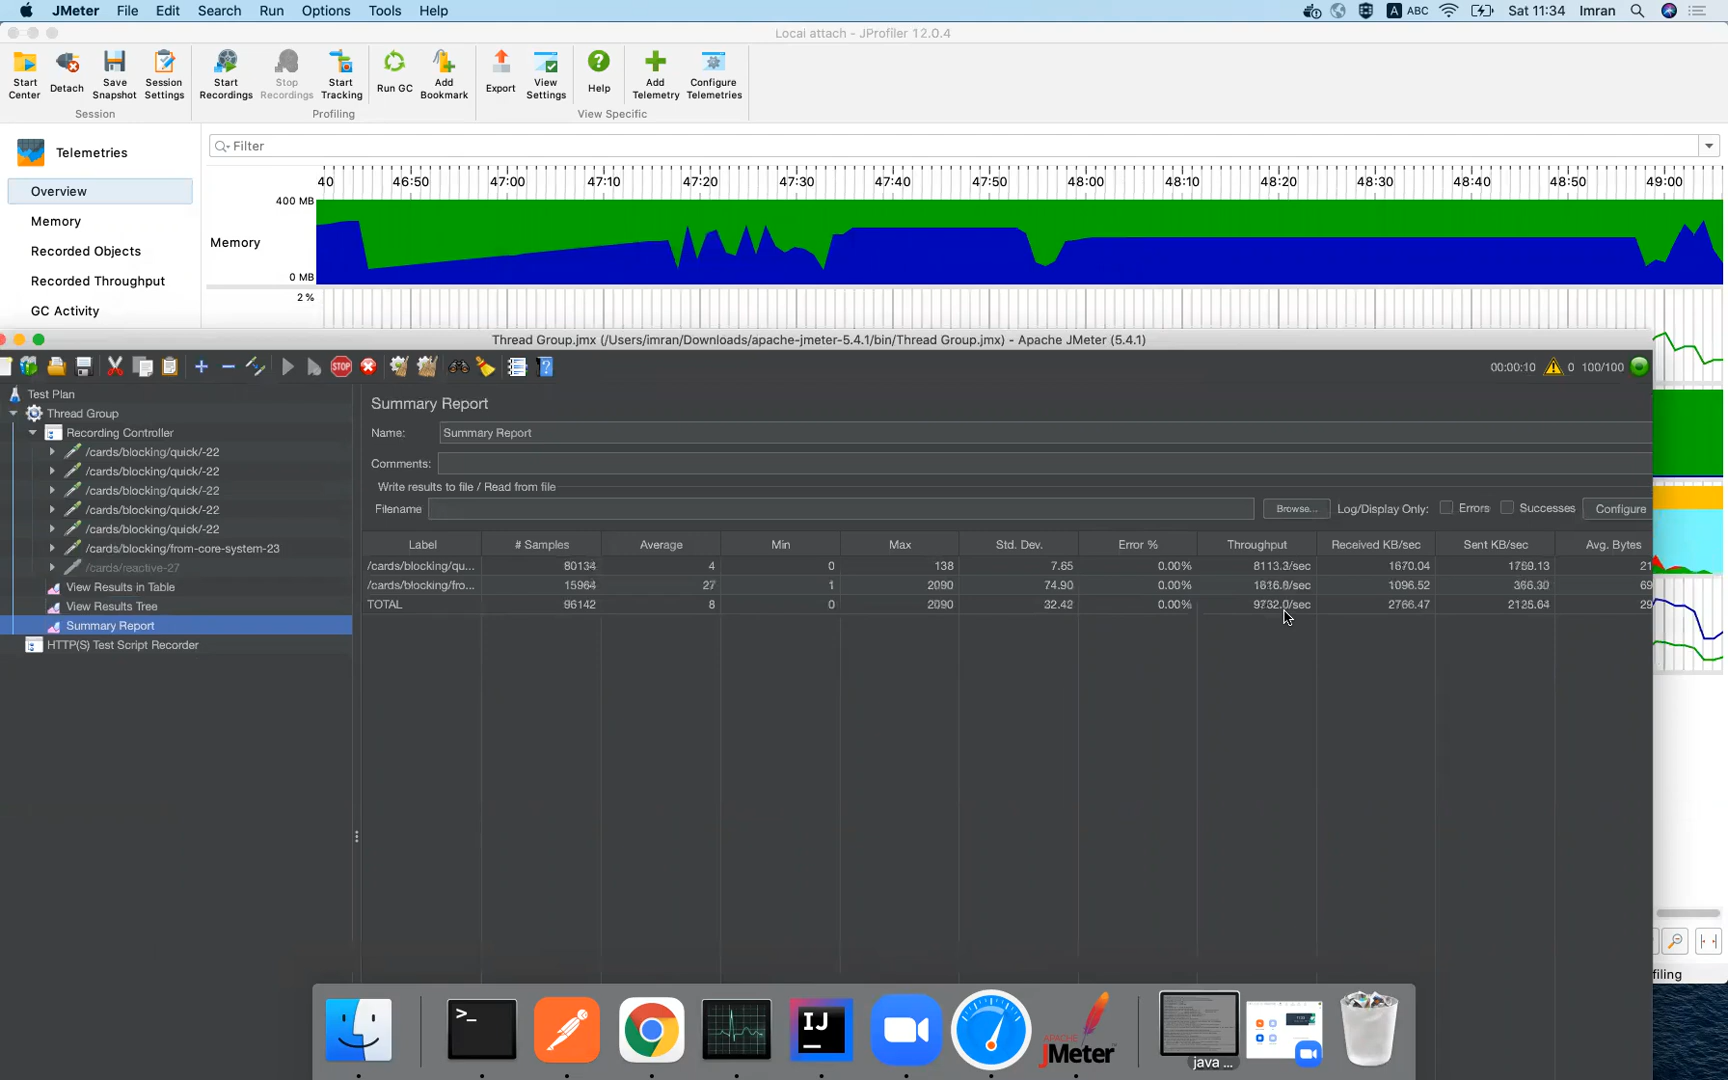 JMeter File Edit Search Run Options Tools Help
A ABC Sat 11:34 Imran
Local attach - JProfiler 12.0.4
Start Center
Detach
Save Snapshot
Session Settings
Start Recordings
Stop Recordings
Start Tracking
Run GC
Add Bookmark
Export
View Settings
Help
Add Telemetry
Configure Telemetries
Session Profiling View Specific
Telemetries
Filter
Overview
Memory
Recorded Objects
Recorded Throughput
GC Activity
40 46:50 47:00 47:10 47:20 47:30 47:40 47:50 48:00 48:10 48:20 48:30 48:40 48:50 49:00
400 MB
Memory
0 MB
2 %
Thread Group.jmx (/Users/imran/Downloads/apache-jmeter-5.4.1/bin/Thread Group.jmx) - Apache JMeter (5.4.1)
STOP
00:00:10 0 100/100
Test Plan
Thread Group
Recording Controller
/cards/blocking/quick/-22
/cards/blocking/quick/-22
/cards/blocking/quick/-22
/cards/blocking/quick/-22
/cards/blocking/quick/-22
/cards/blocking/from-core-system-23
/cards/reactive-27
View Results in Table
View Results Tree
Summary Report
HTTP(S) Test Script Recorder
Summary Report
Name: Summary Report
Comments:
Write results to file / Read from file
Filename Browse... Log/Display Only: Errors Successes Configure
Label # Samples Average Min Max Std. Dev. Error % Throughput Received KB/sec Sent KB/sec Avg. Bytes
/cards/blocking/qu... 80134 4 0 138 7.65 0.00% 8113.3/sec 1670.04 1769.13 21
/cards/blocking/fro... 15964 27 1 2090 74.90 0.00% 1616.8/sec 1096.52 366.30 69
TOTAL 96142 8 0 2090 32.42 0.00% 9732.0/sec 2766.47 2125.64 29
filing
>_
IJ
APACHE JMeter
java ...